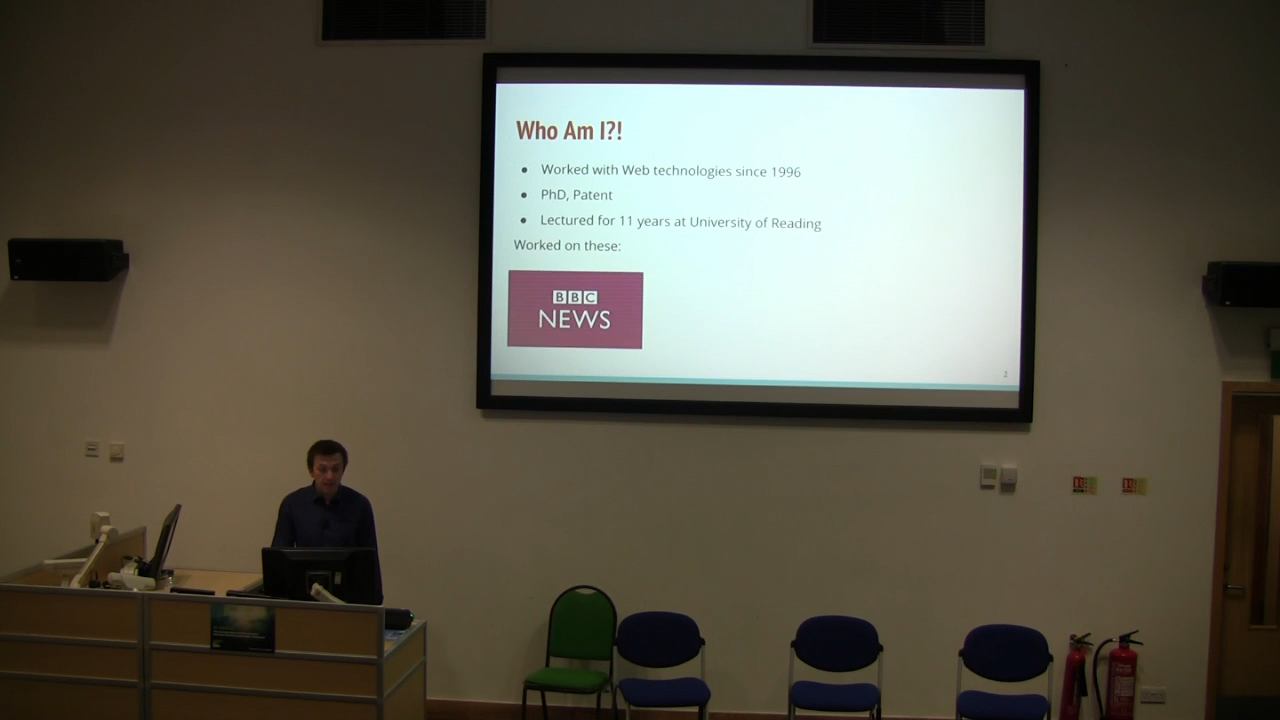 Who Am I?!
● Worked with Web technologies since 1996
● PhD, Patent
● Lectured for 11 years at University of Reading
Worked on these:
BBC
NEWS
2